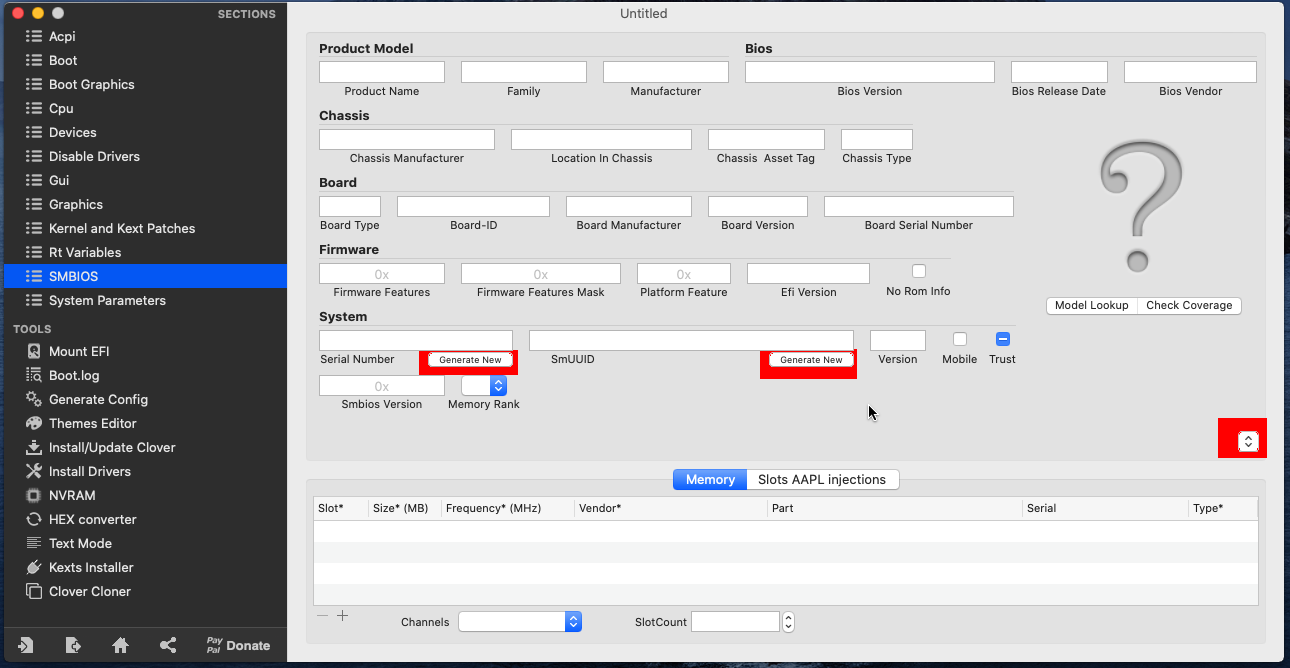 SECTIONS
Acpi
Boot
Boot Graphics
Cpu
Devices
Disable Drivers
Gui
Graphics
Kernel and Kext Patches
Rt Variables
SMBIOS
System Parameters
TOOLS
Mount EFI
Boot.log
Generate Config
Themes Editor
Install/Update Clover
Install Drivers
NVRAM
HEX converter
Text Mode
Kexts Installer
Clover Cloner
Pay
Pal Donate
Untitled
Product Model Bios
Product Name Family Manufacturer Bios Version Bios Release Date Bios Vendor
Chassis
Chassis Manufacturer Location In Chassis Chassis Asset Tag Chassis Type
Board
Board Type Board-ID Board Manufacturer Board Version Board Serial Number
Firmware
0x 0x 0x
Firmware Features Firmware Features Mask Platform Feature Efi Version No Rom Info
Model Lookup Check Coverage
System
Serial Number Generate New SmUUID Generate New Version Mobile Trust
0x
Smbios Version Memory Rank
?
Memory Slots AAPL injections
Slot* Size* (MB) Frequency* (MHz) Vendor* Part Serial Type*
Channels SlotCount